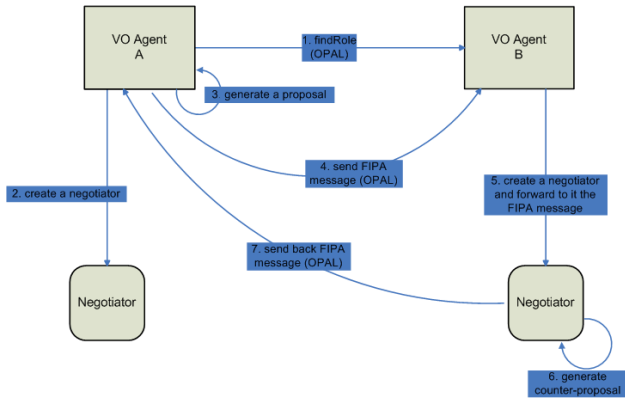 VO Agent
A
1. findRole
(OPAL)
VO Agent
B
3. generate a proposal
4. send FIPA
message (OPAL)
2. create a negotiator
5. create a negotiator
and forward to it the
FIPA message
7. send back FIPA
message (OPAL)
Negotiator
Negotiator
6. generate
counter-proposal